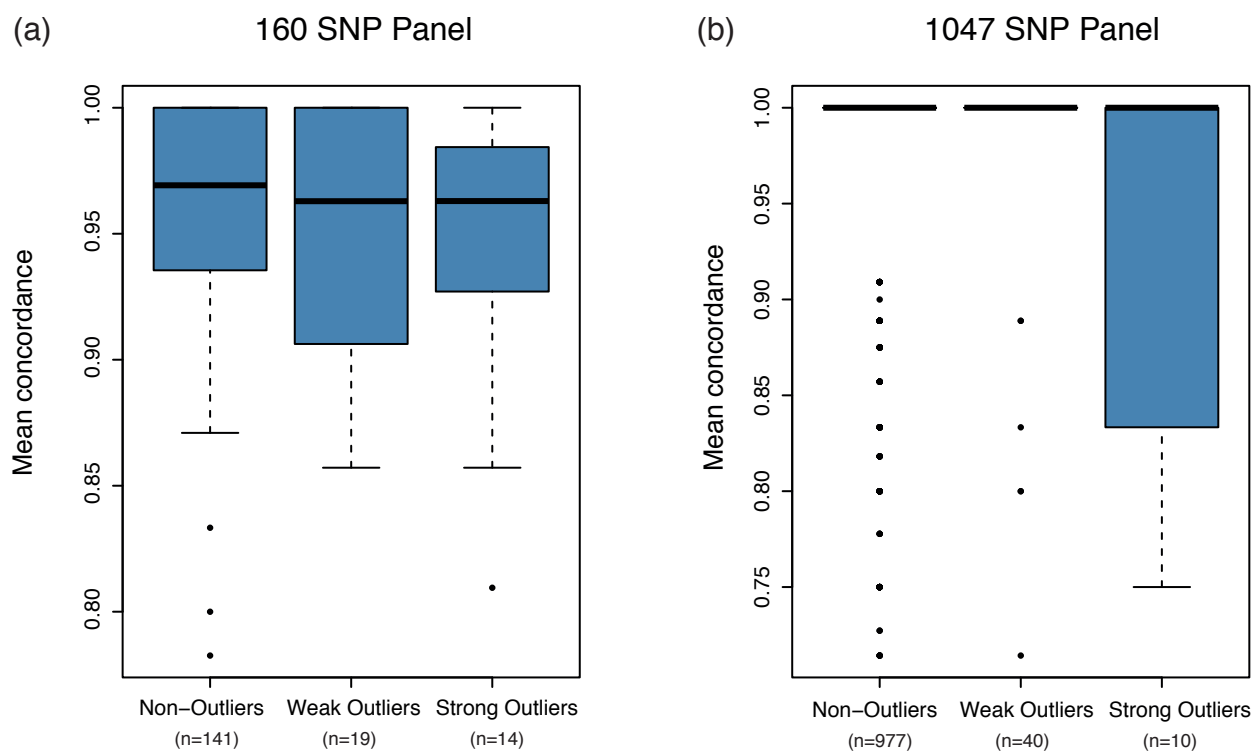 (a) 160 SNP Panel
Mean concordance
1.00
0.95
0.90
0.85
0.80
Non−Outliers Weak Outliers Strong Outliers
(n=141) (n=19) (n=14)
(b) 1047 SNP Panel
Mean concordance
1.00
0.95
0.90
0.85
0.80
0.75
Non−Outliers Weak Outliers Strong Outliers
(n=977) (n=40) (n=10)